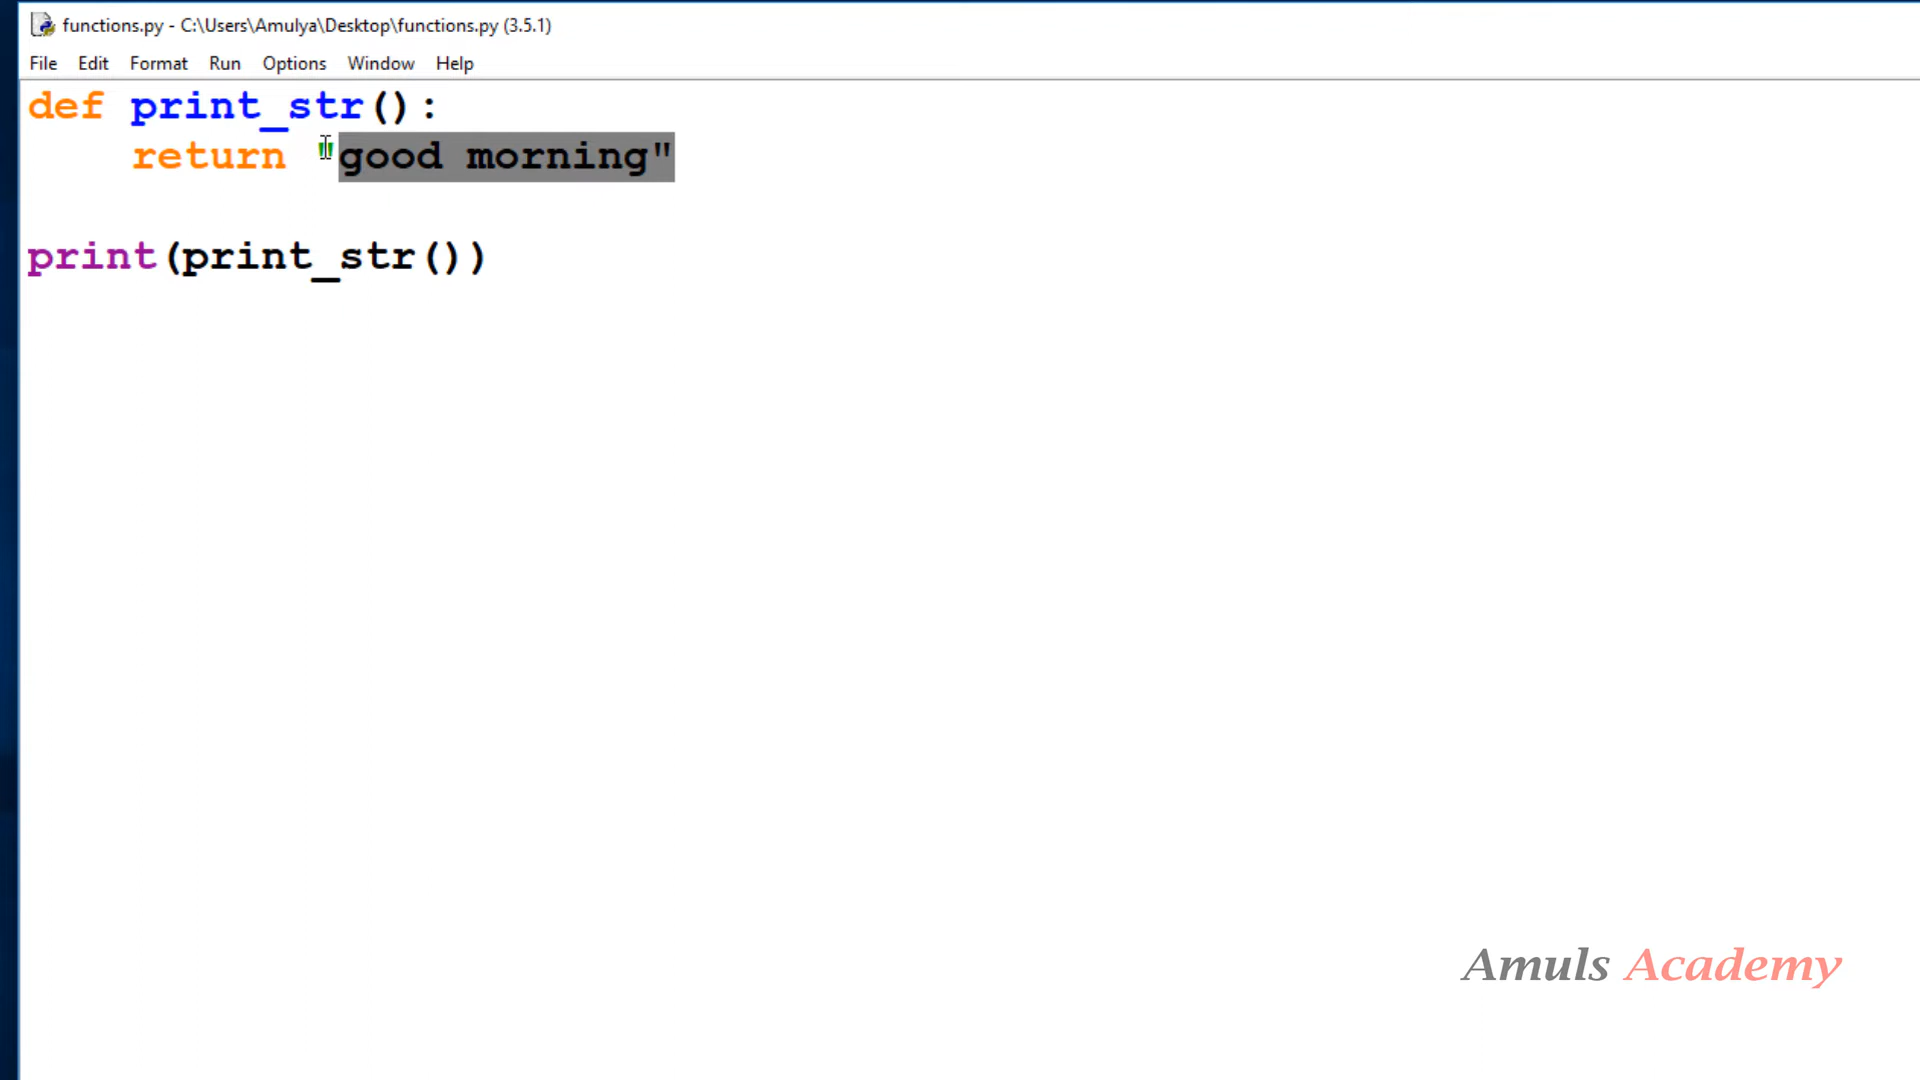 functions.py - C:\Users\Amulya\Desktop\functions.py (3.5.1)
File Edit Format Run Options Window Help
def print_str():
    return "good morning"
print(print_str())
Amuls Academy